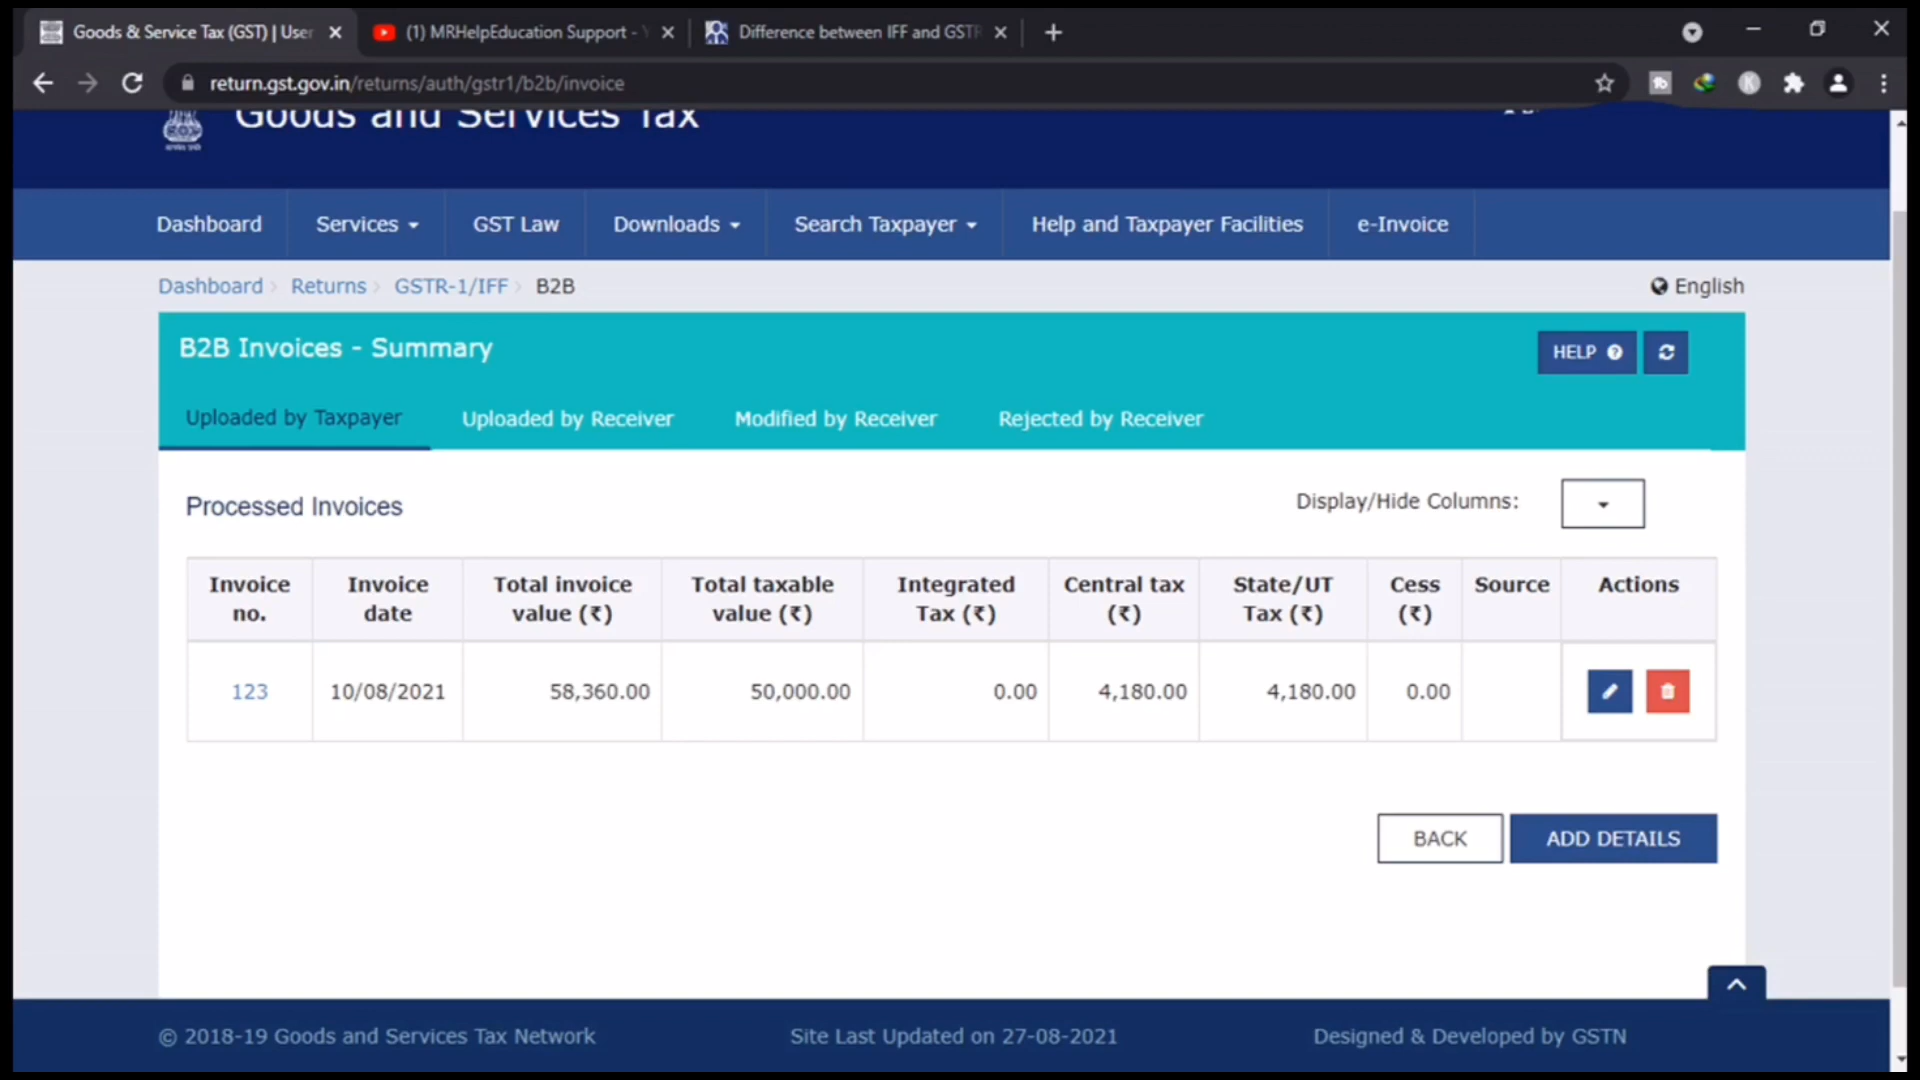 Goods & Service Tax (GST) | User
(1) MRHelpEducation Support -
Difference between IFF and GSTR
return.gst.gov.in/returns/auth/gstr1/b2b/invoice
Goods and Services Tax
Dashboard Services GST Law Downloads Search Taxpayer Help and Taxpayer Facilities e-Invoice
Dashboard Returns GSTR-1/IFF B2B English
B2B Invoices - Summary
HELP
Uploaded by Taxpayer Uploaded by Receiver Modified by Receiver Rejected by Receiver
Processed Invoices
Display/Hide Columns:
Invoice no. Invoice date Total invoice value (₹) Total taxable value (₹) Integrated Tax (₹) Central tax (₹) State/UT Tax (₹) Cess (₹) Source Actions
123 10/08/2021 58,360.00 50,000.00 0.00 4,180.00 4,180.00 0.00
BACK ADD DETAILS
© 2018-19 Goods and Services Tax Network Site Last Updated on 27-08-2021 Designed & Developed by GSTN